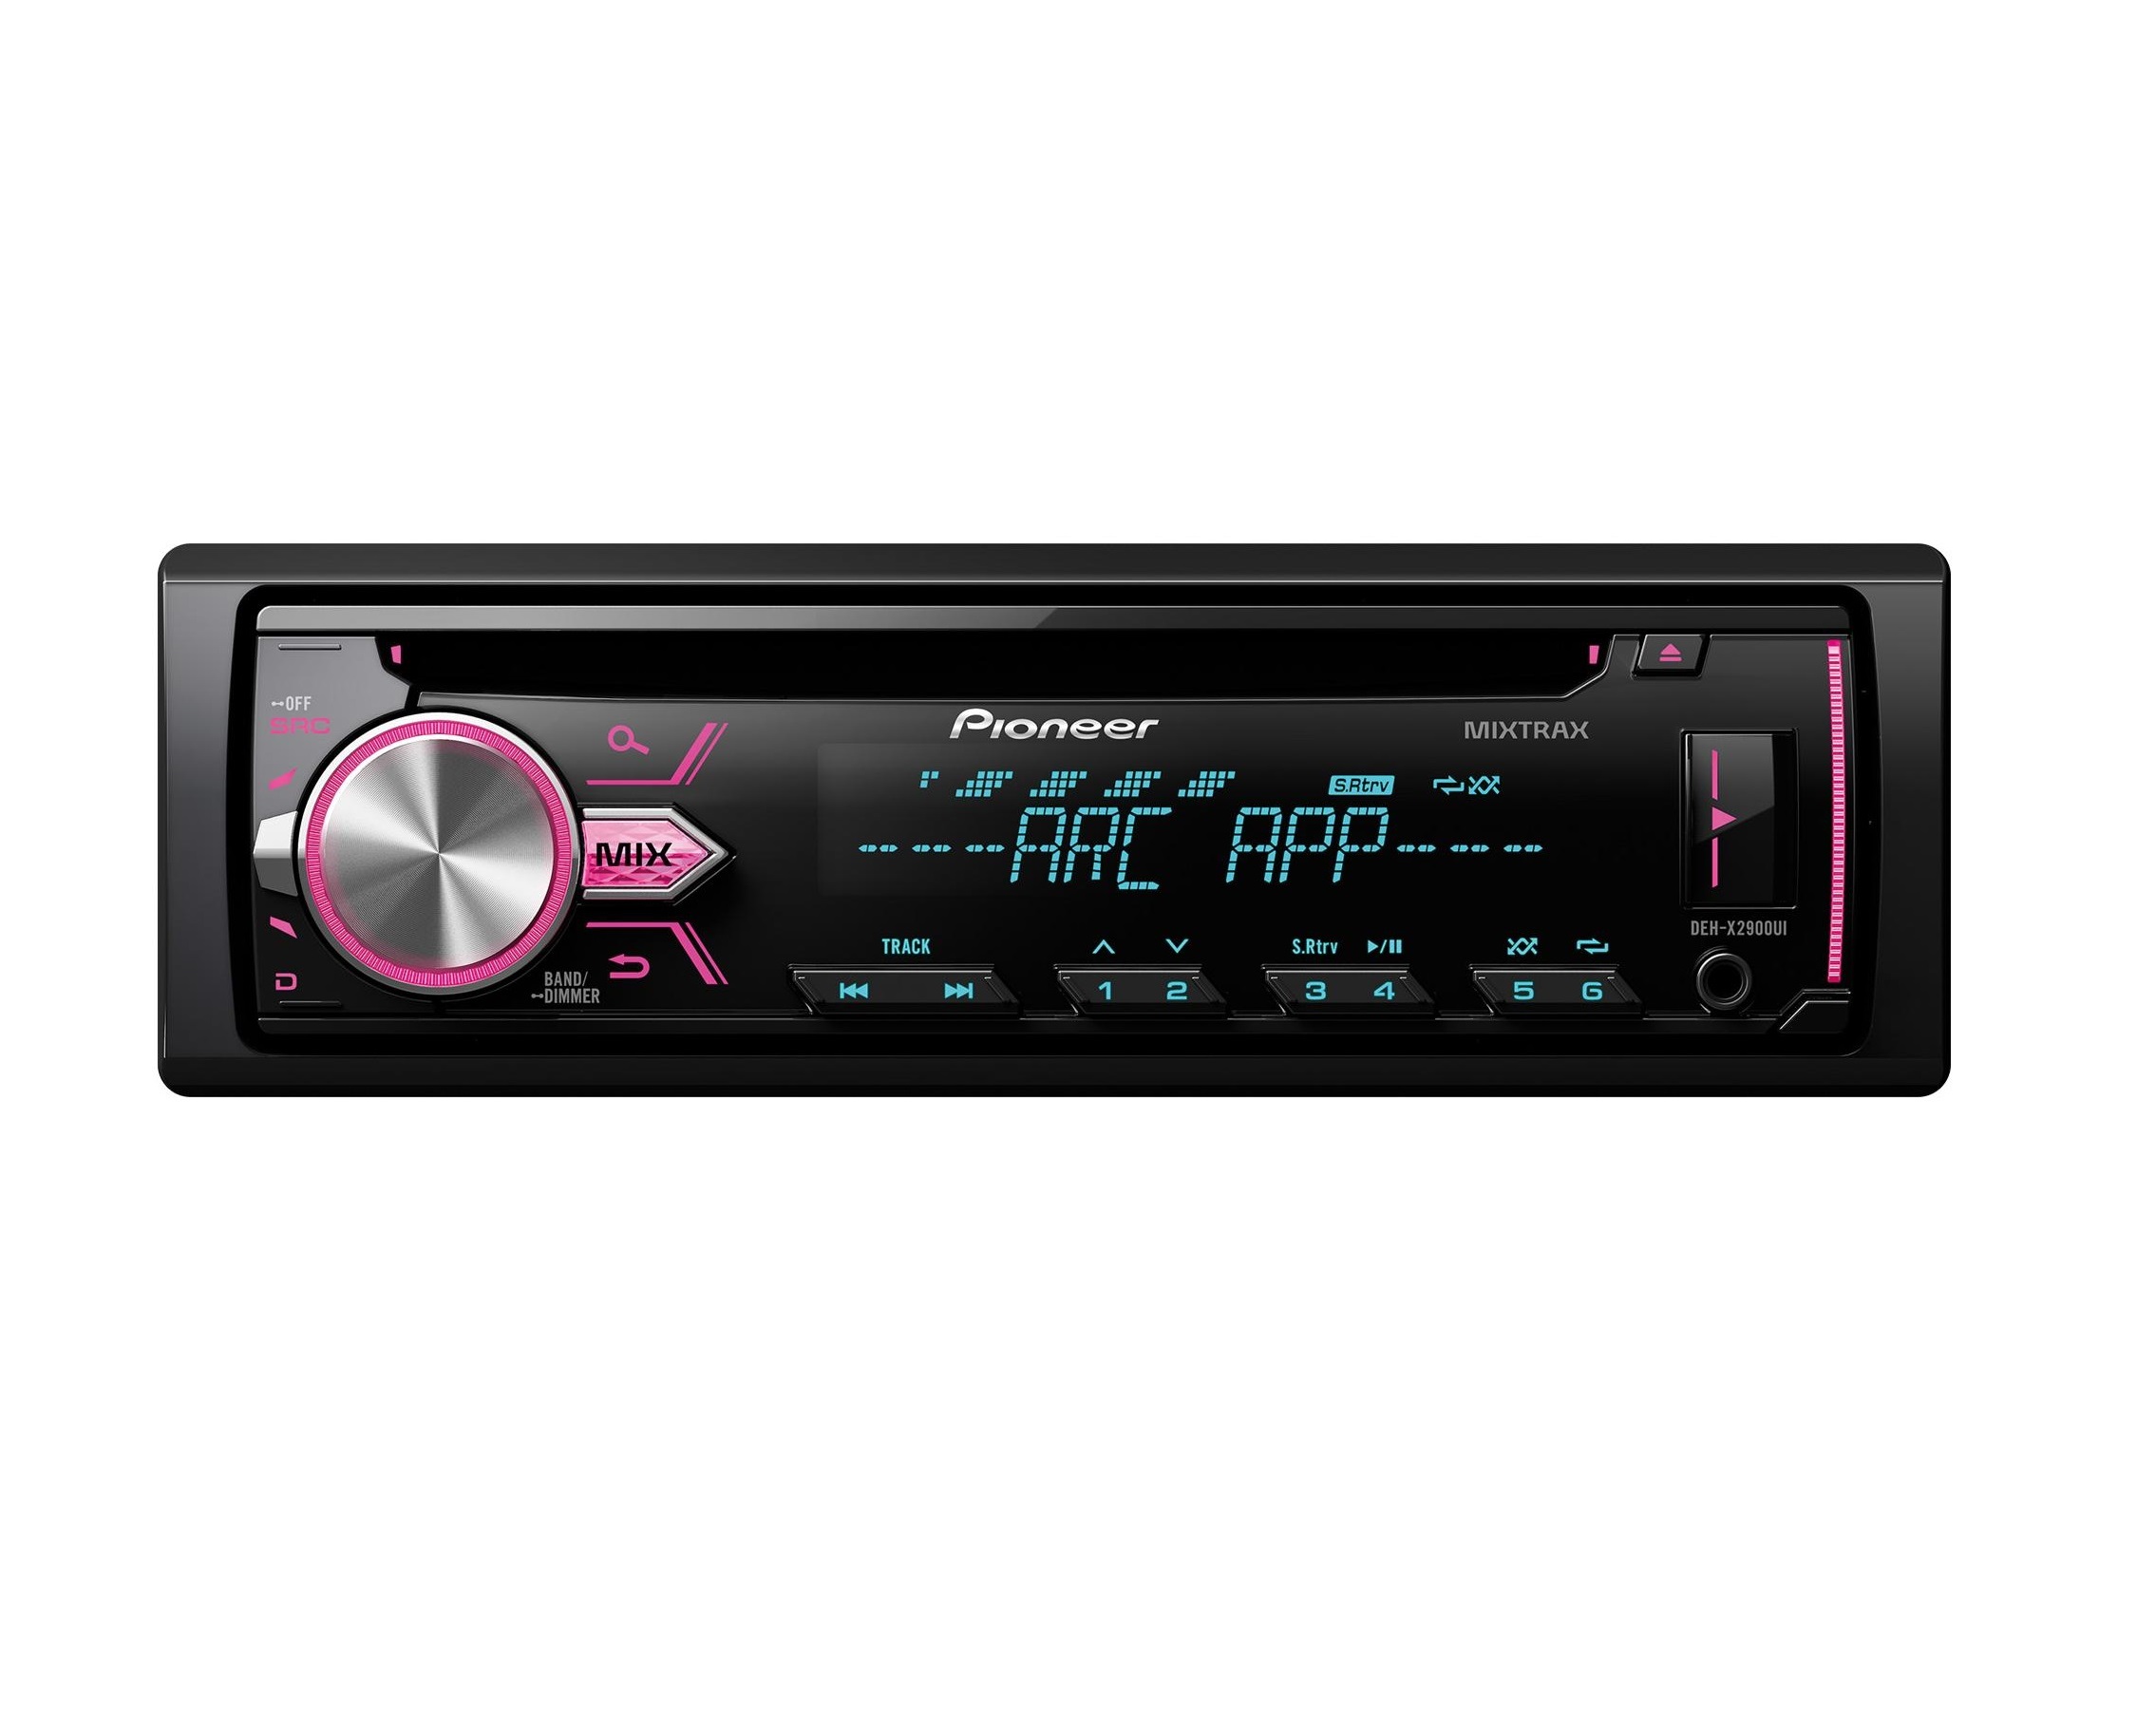 OFF
SRC
Pioneer
MIXTRAX
S.Rtrv
MIX
------ARC APP------
DEH-X2900UI
D
BAND/
DIMMER
TRACK
S.Rtrv
1 2 3 4 5 6